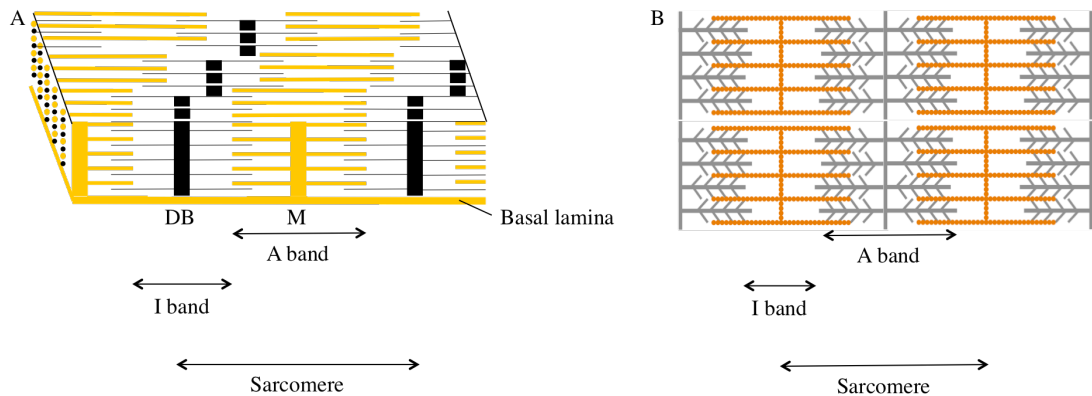 A
DB
M
Basal lamina
A band
I band
Sarcomere
B
A band
I band
Sarcomere